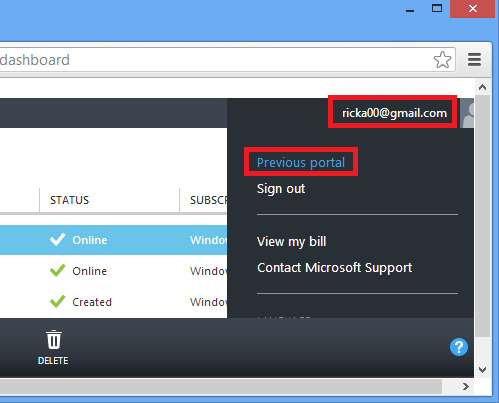 dashboard
ricka00@gmail.com
Previous portal
Sign out
STATUS SUBSCR
Online Window
Online Window
Created Window
View my bill
Contact Microsoft Support
DELETE
?